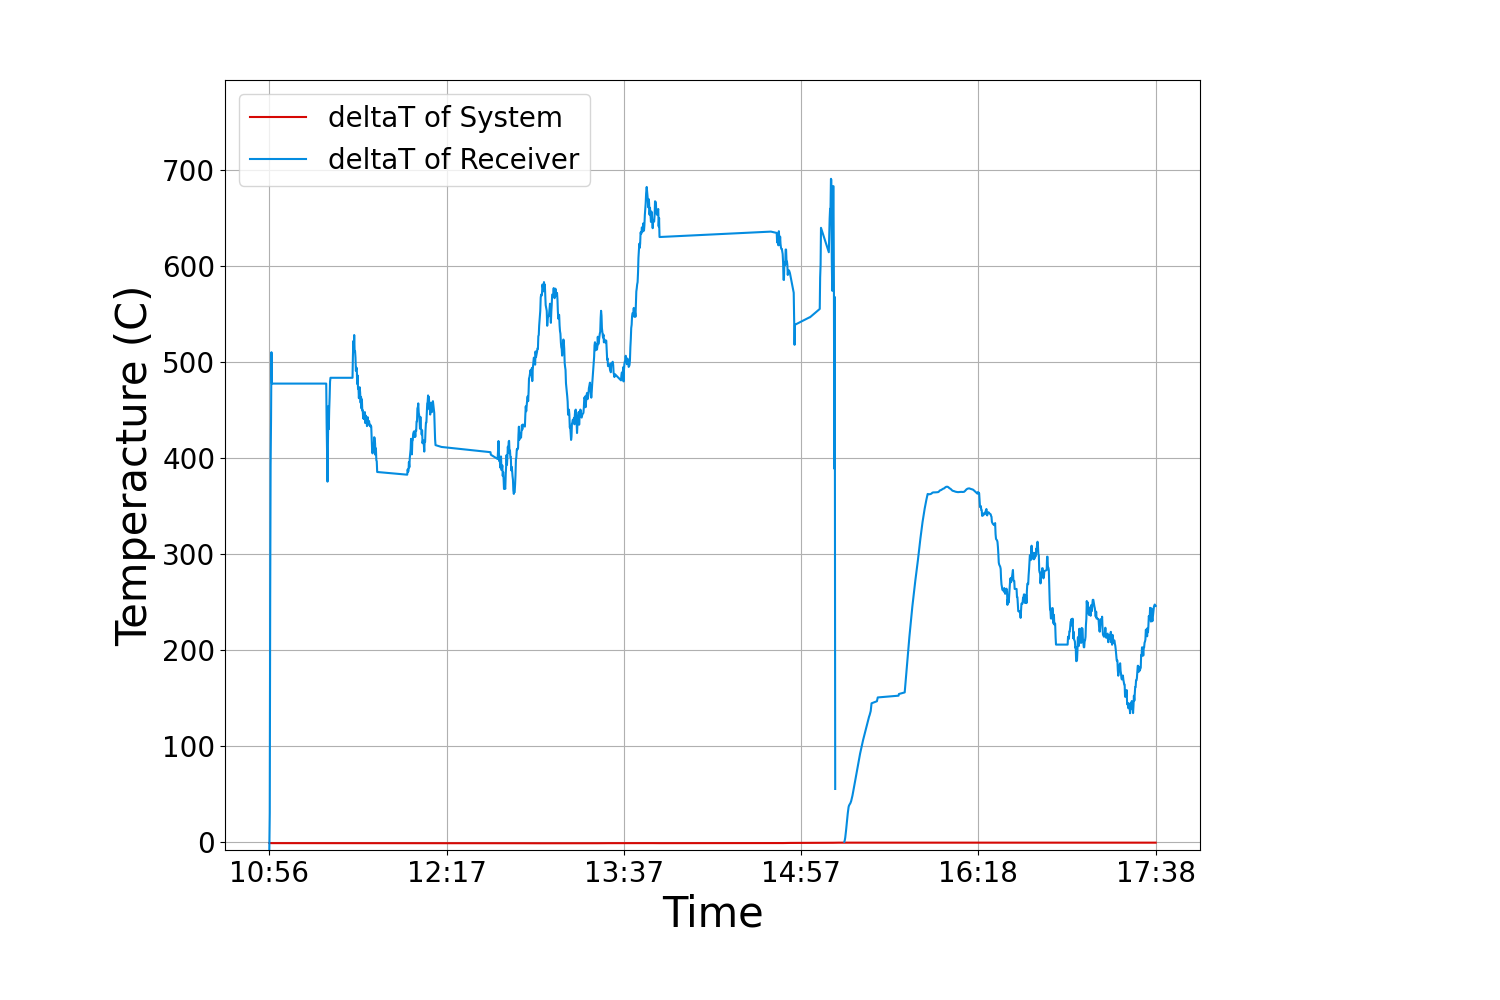 deltaT of System
deltaT of Receiver
700
600
500
400
300
200
100
0
10:56 12:17 13:37 14:57 16:18 17:38
Time
Temperacture (C)